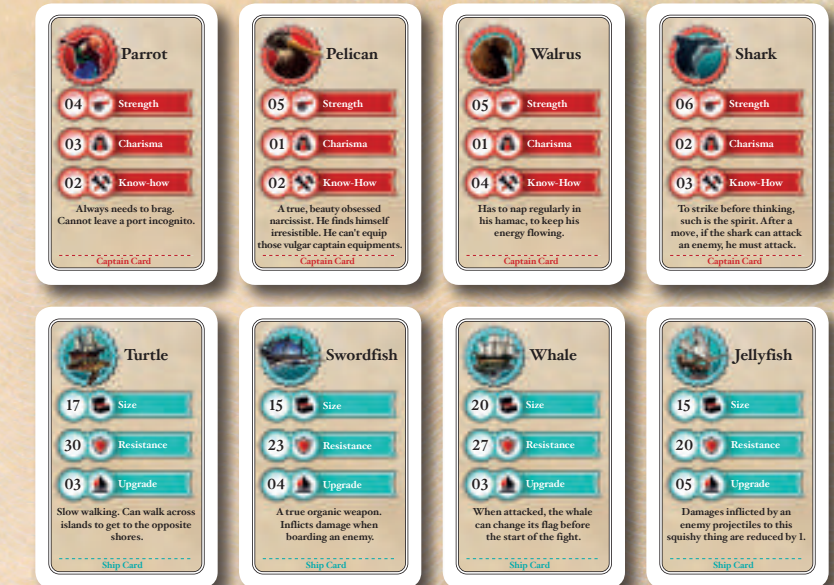 Parrot
04 Strength
03 Charisma
02 Know-how
Always needs to brag.
Cannot leave a port incognito.
Captain Card
Pelican
05 Strength
01 Charisma
02 Know-How
A true, beauty obsessed
narcissist. He finds himself
irresistible. He can't equip
those vulgar captain equipments.
Captain Card
Walrus
05 Strength
01 Charisma
04 Know-How
Has to nap regularly in
his hamac, to keep his
energy flowing.
Captain Card
Shark
06 Strength
02 Charisma
03 Know-How
To strike before thinking,
such is the spirit. After a
move, if the shark can attack
an enemy, he must attack.
Captain Card
Turtle
17 Size
30 Resistance
03 Upgrade
Slow walking. Can walk across
islands to get to the opposite
shores.
Ship Card
Swordfish
15 Size
23 Resistance
04 Upgrade
A true organic weapon.
Inflicts damage when
boarding an enemy.
Ship Card
Whale
20 Size
27 Resistance
03 Upgrade
When attacked, the whale
can change its flag before
the start of the fight.
Ship Card
Jellyfish
15 Size
20 Resistance
05 Upgrade
Damages inflicted by an
enemy projectiles to this
squishy thing are reduced by 1.
Ship Card